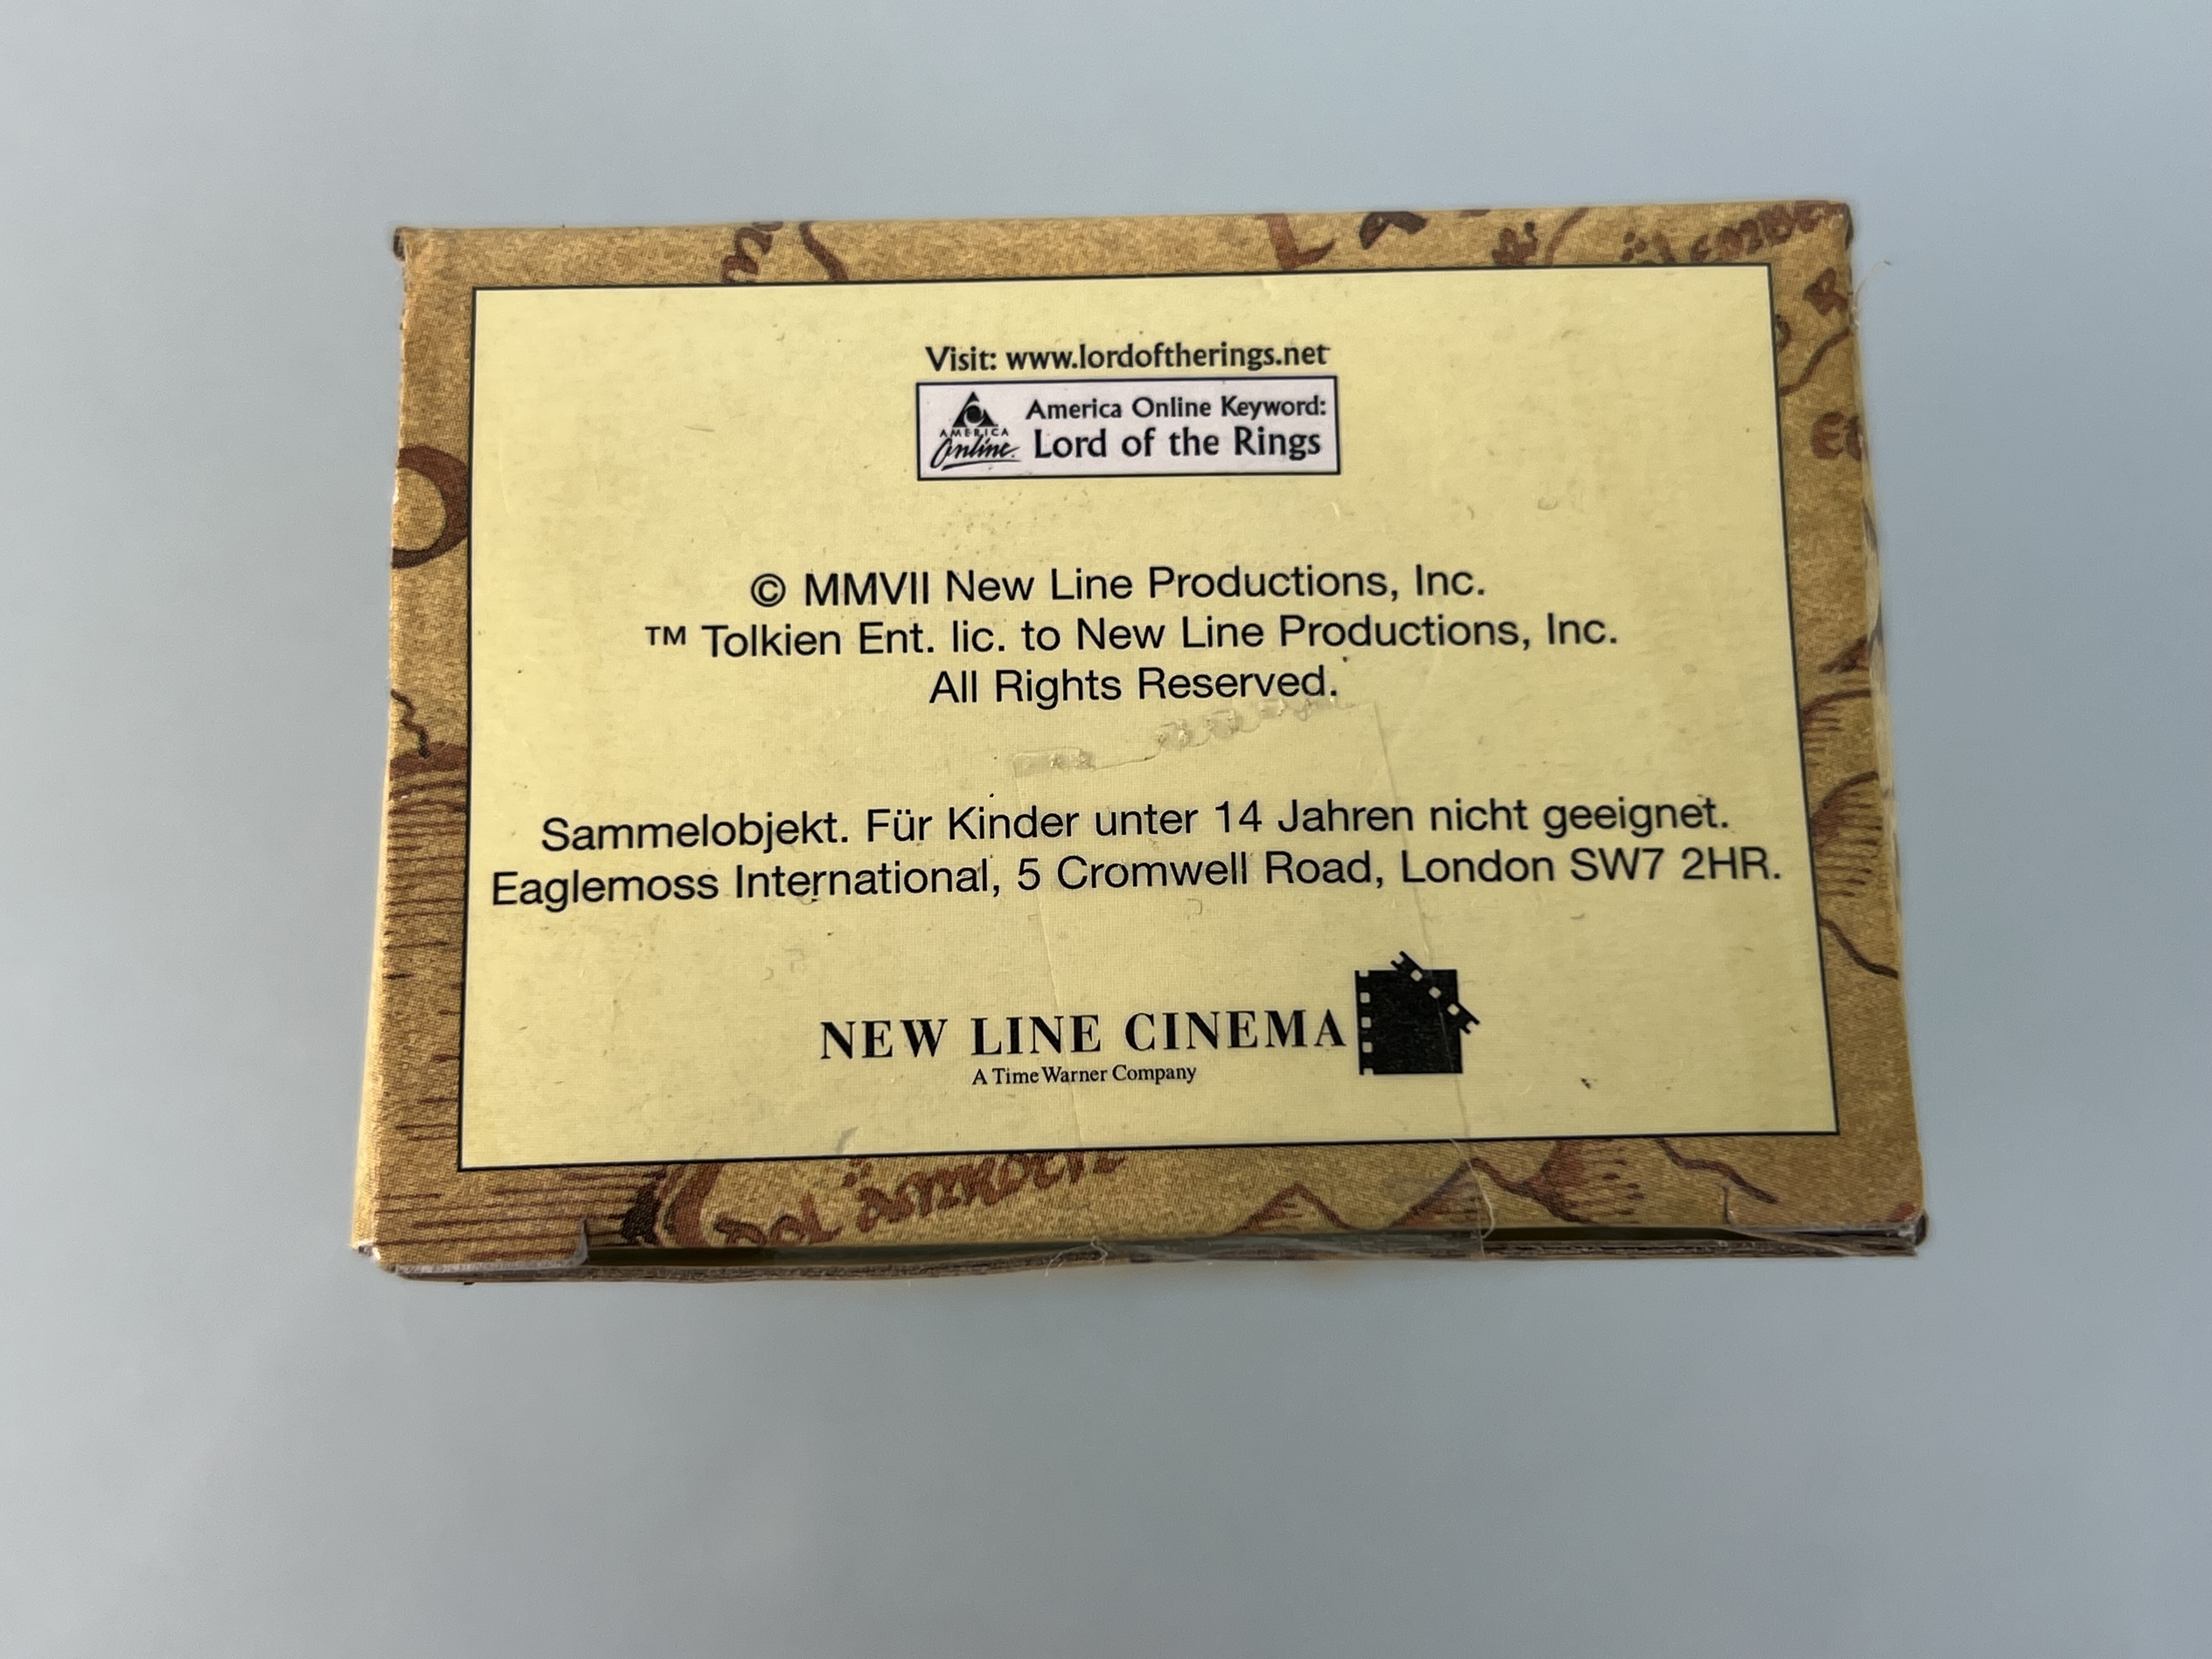 Visit: www.lordoftherings.net
AMERICA
Online.
America Online Keyword:
Lord of the Rings
© MMVII New Line Productions, Inc.
™ Tolkien Ent. lic. to New Line Productions, Inc.
All Rights Reserved.
Sammelobjekt. Für Kinder unter 14 Jahren nicht geeignet.
Eaglemoss International, 5 Cromwell Road, London SW7 2HR.
NEW LINE CINEMA
A Time Warner Company